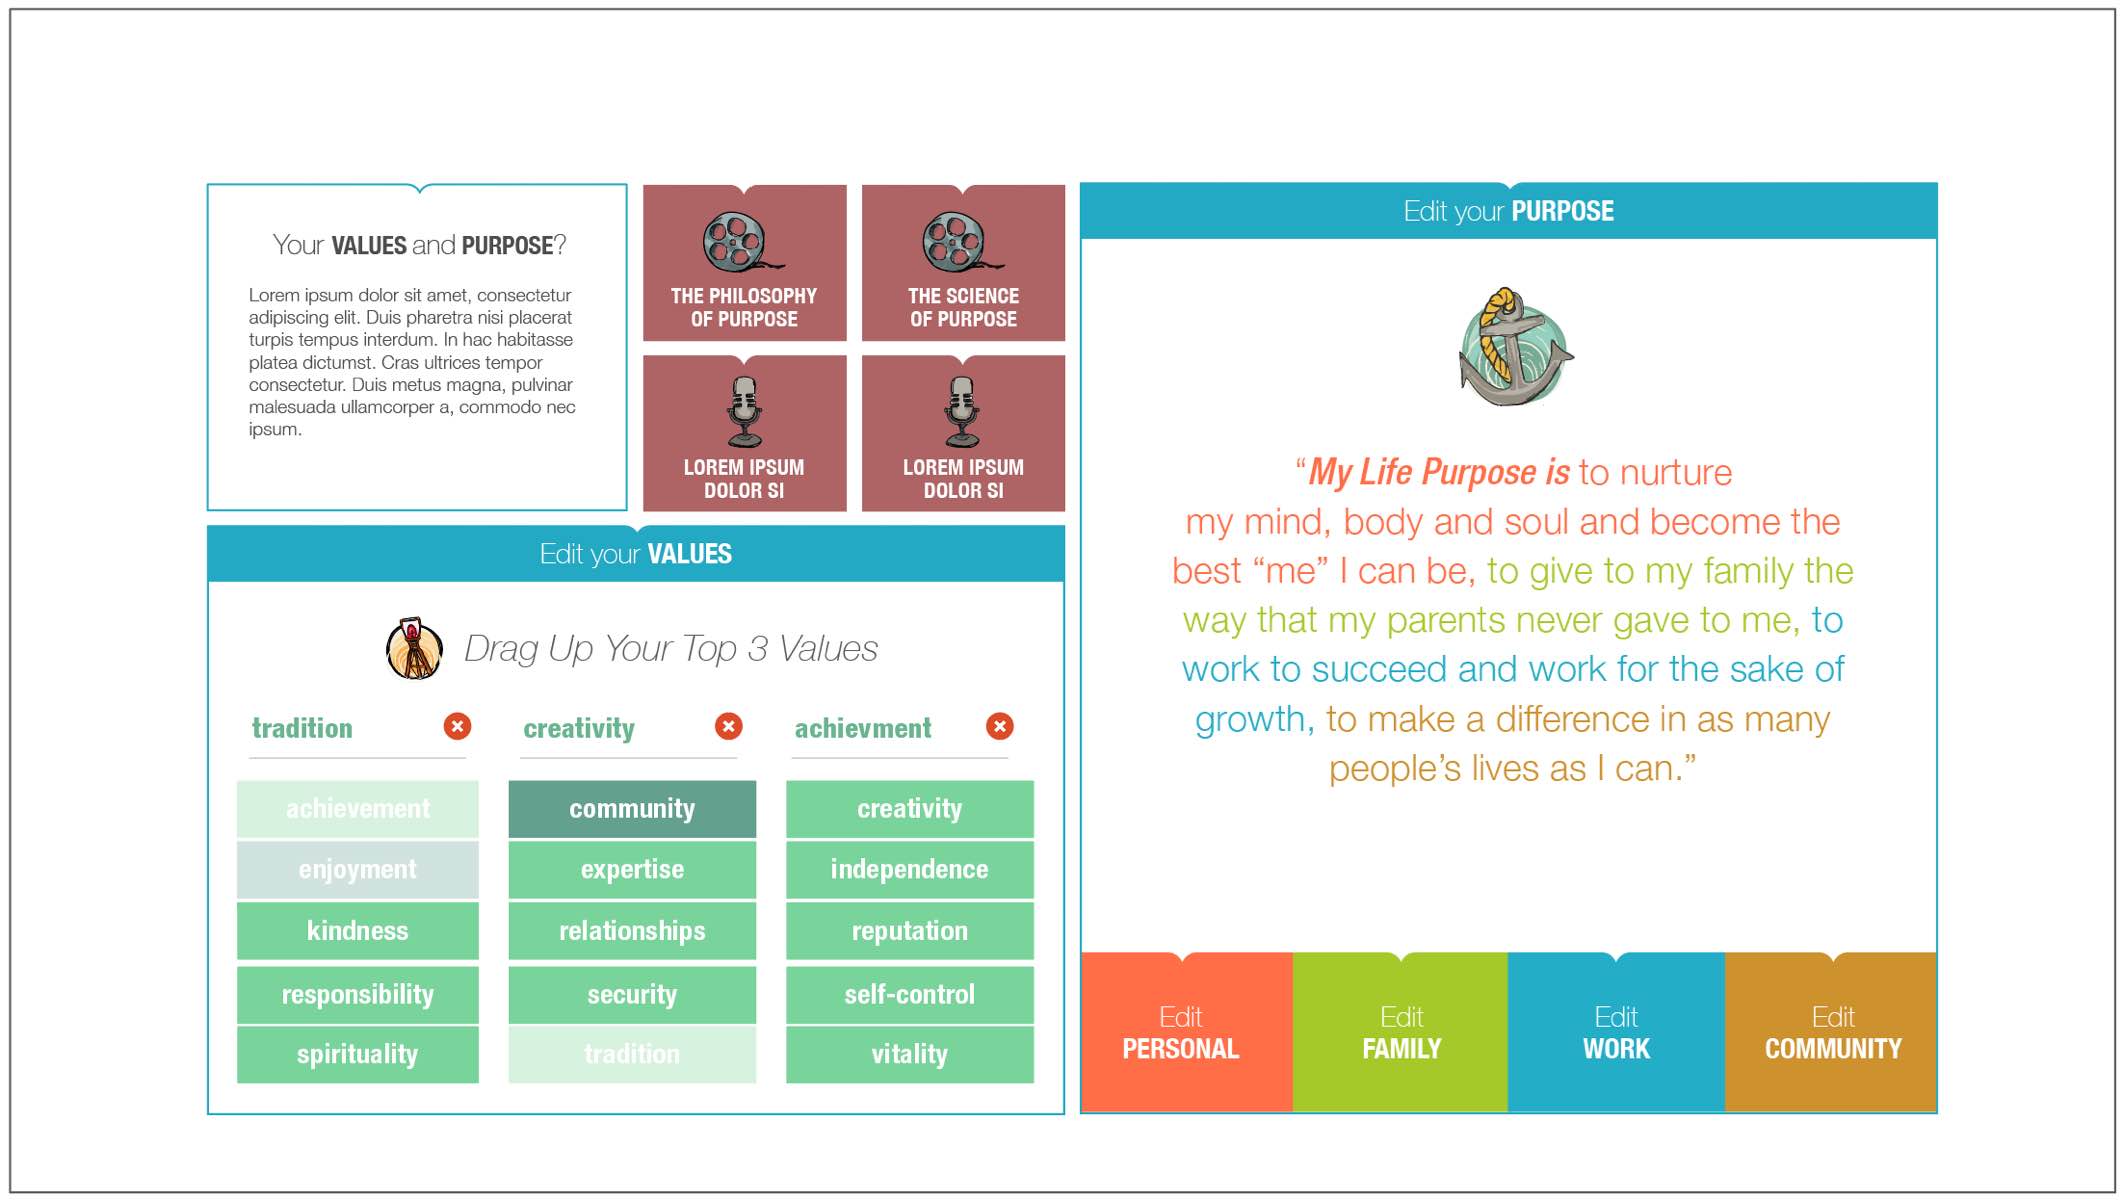 Your VALUES and PURPOSE?
Lorem ipsum dolor sit amet, consectetur
adipiscing elit. Duis pharetra nisi placerat
turpis tempus interdum. In hac habitasse
platea dictumst. Cras ultrices tempor
consectetur. Duis metus magna, pulvinar
malesuada ullamcorper a, commodo nec
ipsum.
THE PHILOSOPHY
OF PURPOSE
THE SCIENCE
OF PURPOSE
LOREM IPSUM
DOLOR SI
LOREM IPSUM
DOLOR SI
Edit your VALUES
Drag Up Your Top 3 Values
tradition
creativity
achievment
achievement
enjoyment
kindness
responsibility
spirituality
community
expertise
relationships
security
tradition
creativity
independence
reputation
self-control
vitality
Edit your PURPOSE
“My Life Purpose is to nurture
my mind, body and soul and become the
best “me” I can be, to give to my family the
way that my parents never gave to me, to
work to succeed and work for the sake of
growth, to make a difference in as many
people’s lives as I can.”
Edit
PERSONAL
Edit
FAMILY
Edit
WORK
Edit
COMMUNITY